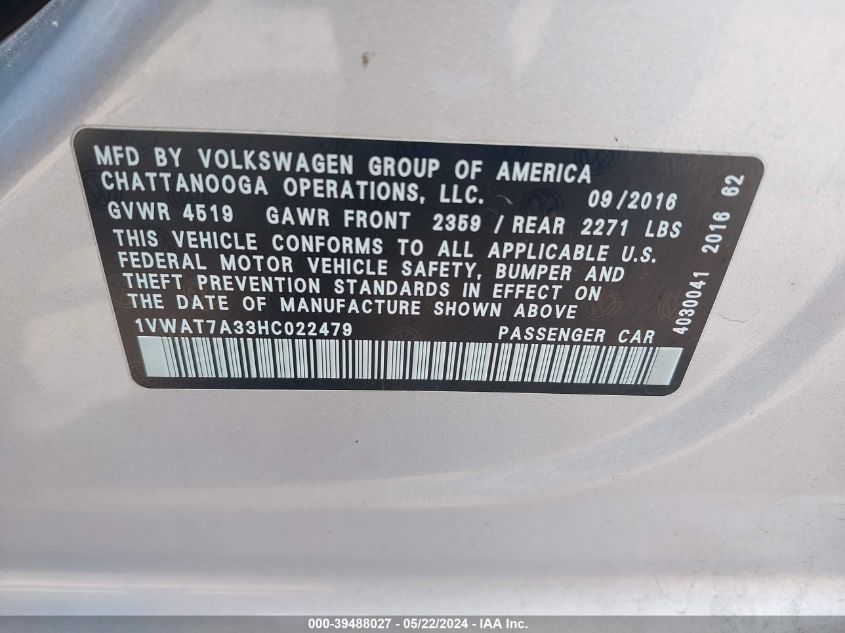 MFD BY VOLKSWAGEN GROUP OF AMERICA
CHATTANOOGA OPERATIONS, LLC. 09/2016
GVWR 4519 GAWR FRONT 2359 / REAR 2271 LBS
THIS VEHICLE CONFORMS TO ALL APPLICABLE U.S.
FEDERAL MOTOR VEHICLE SAFETY, BUMPER AND
THEFT PREVENTION STANDARDS IN EFFECT ON
THE DATE OF MANUFACTURE SHOWN ABOVE
1VWAT7A33HC022479 PASSENGER CAR
4030041 2016 62
000-39488027 - 05/22/2024 - IAA Inc.